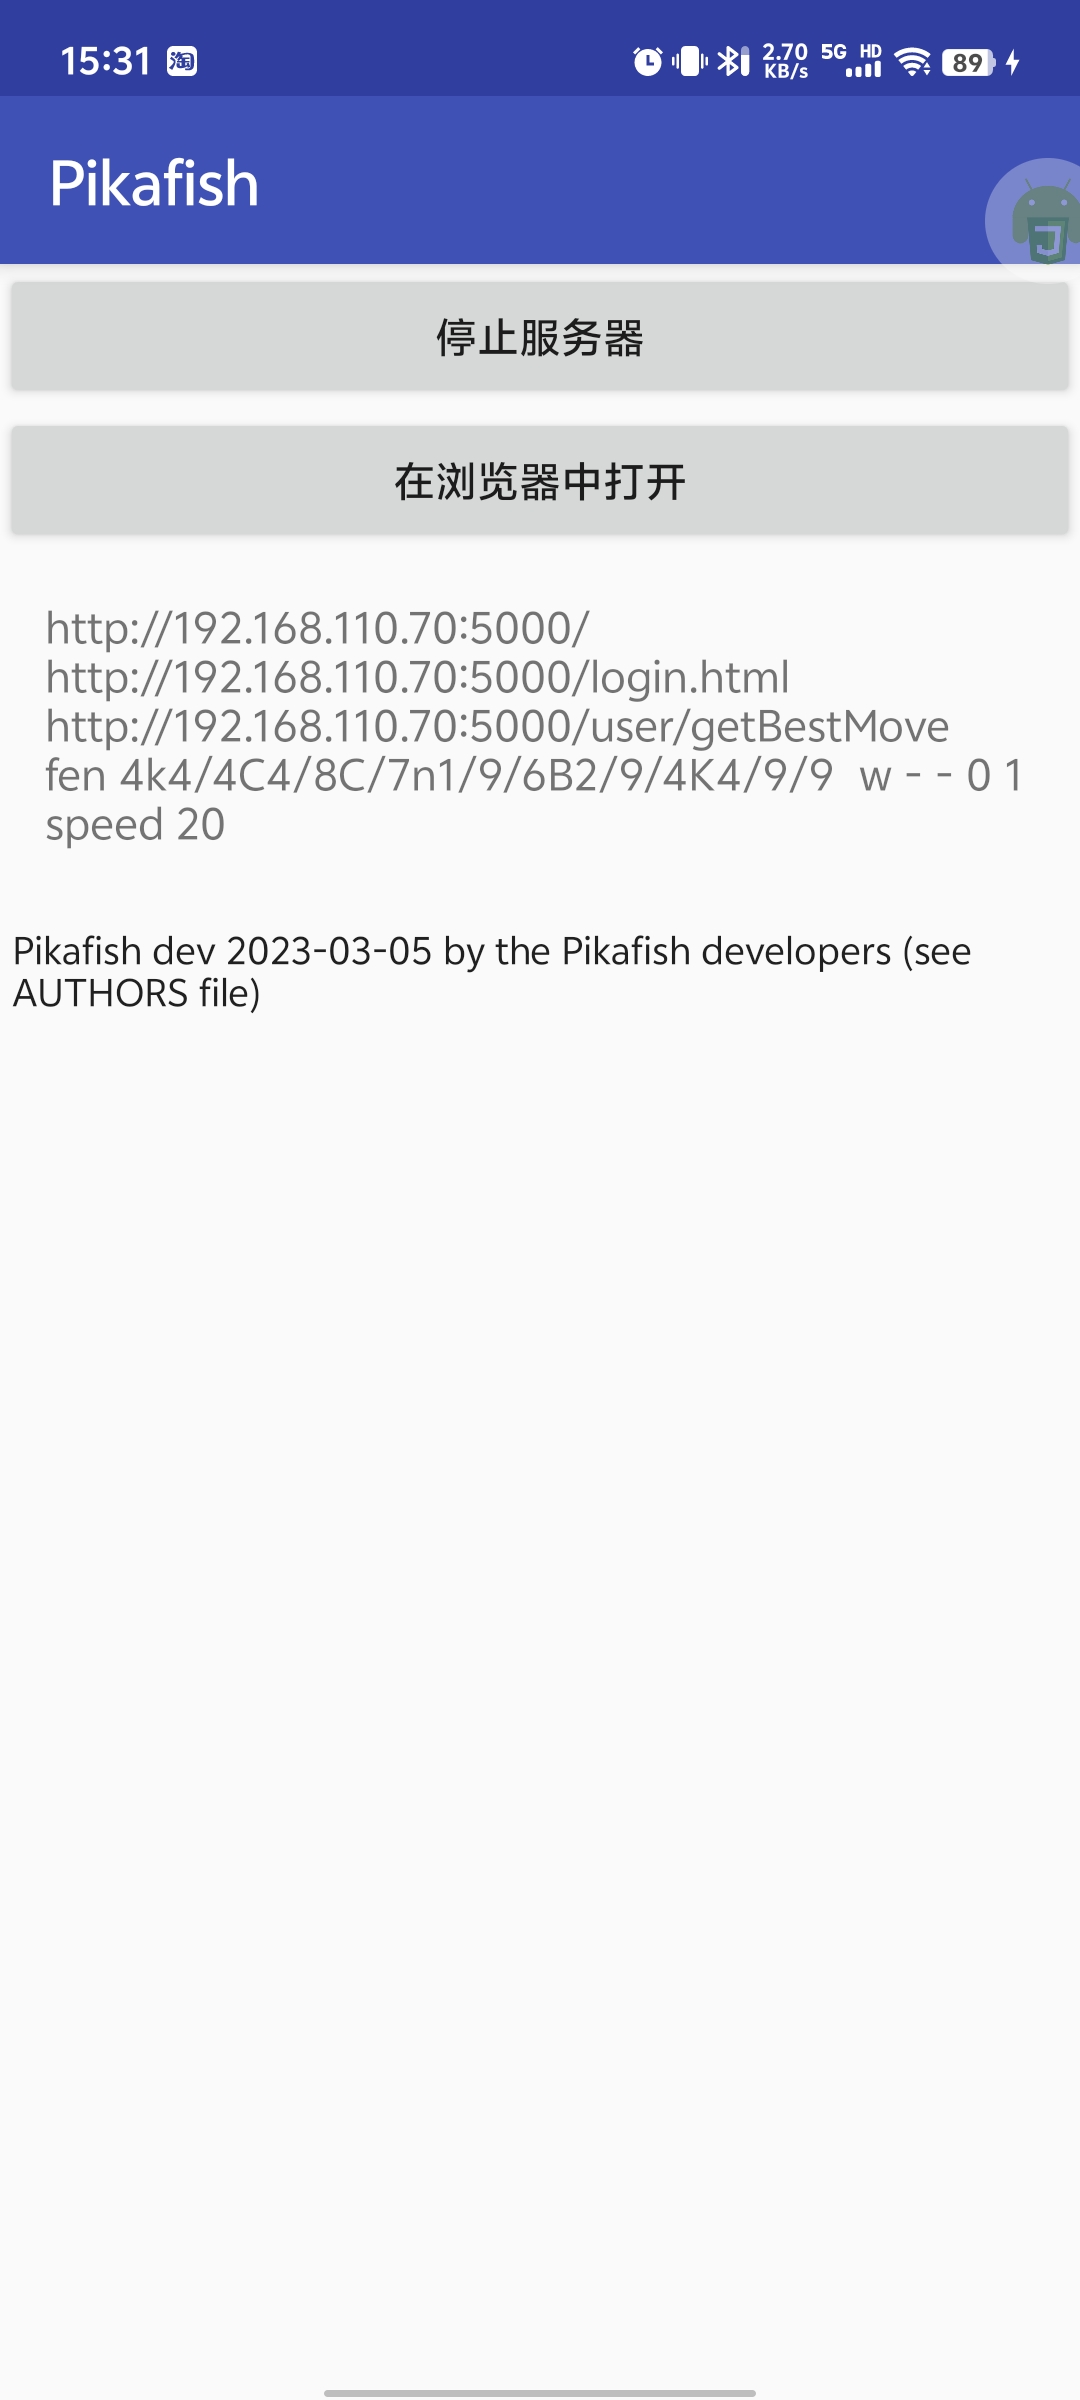 15:31 淘
2.70 KB/s 5G HD 89
Pikafish
停止服务器
在浏览器中打开
http://192.168.110.70:5000/
http://192.168.110.70:5000/login.html
http://192.168.110.70:5000/user/getBestMove
fen 4k4/4C4/8C/7n1/9/6B2/9/4K4/9/9  w - - 0 1
speed 20
Pikafish dev 2023-03-05 by the Pikafish developers (see
AUTHORS file)